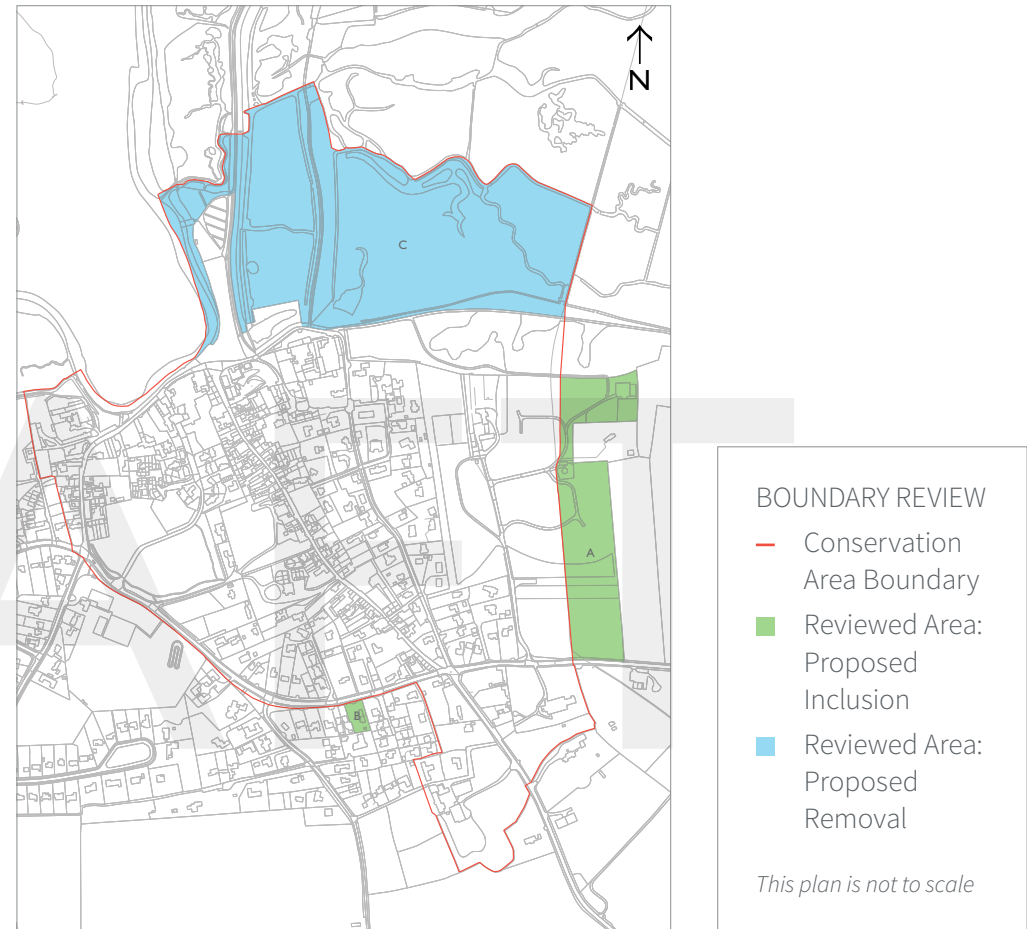 N
C
A
B
BOUNDARY REVIEW
Conservation
Area Boundary
Reviewed Area:
Proposed
Inclusion
Reviewed Area:
Proposed
Removal
This plan is not to scale